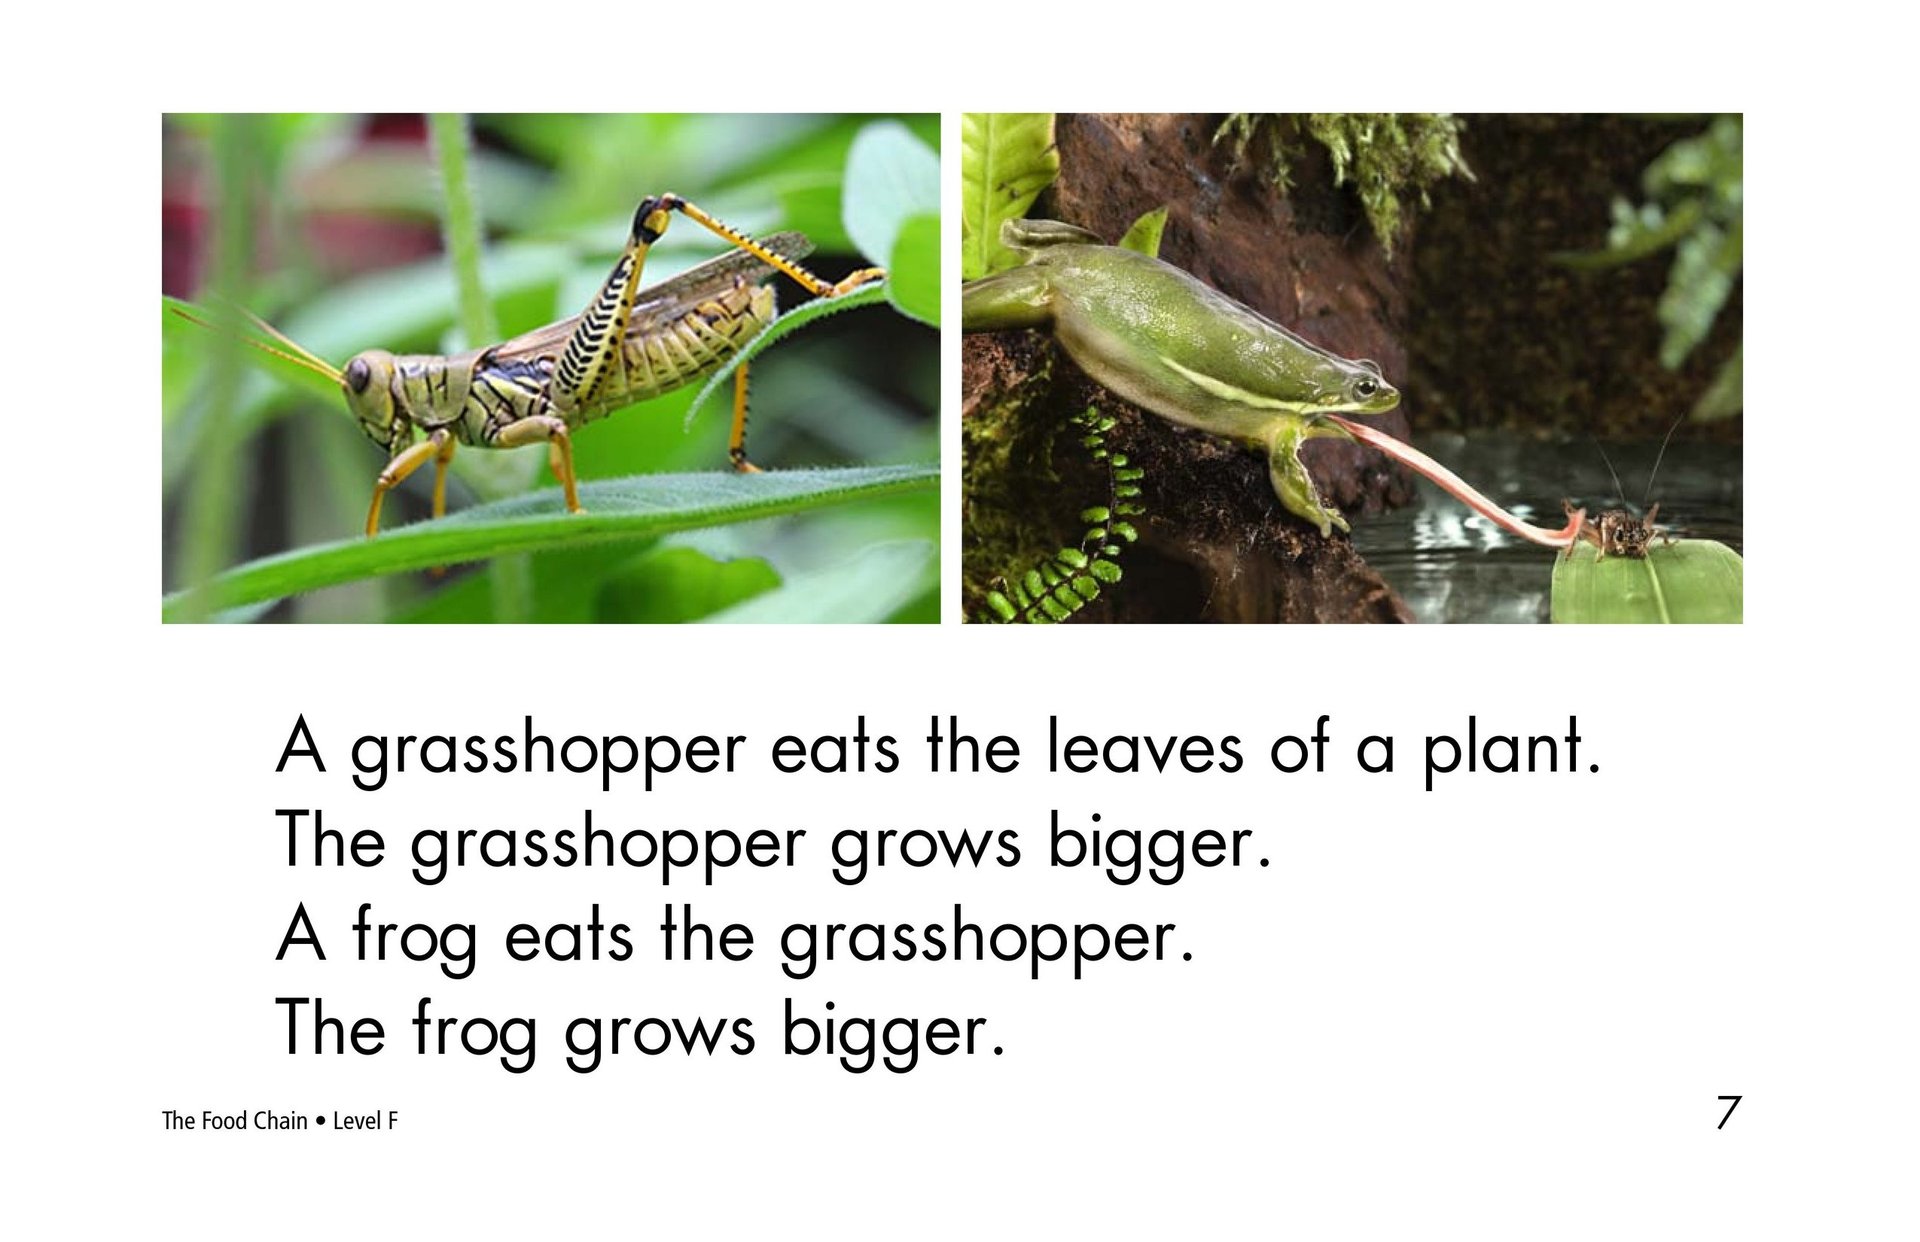 A grasshopper eats the leaves of a plant.
The grasshopper grows bigger.
A frog eats the grasshopper.
The frog grows bigger.
The Food Chain • Level F
7